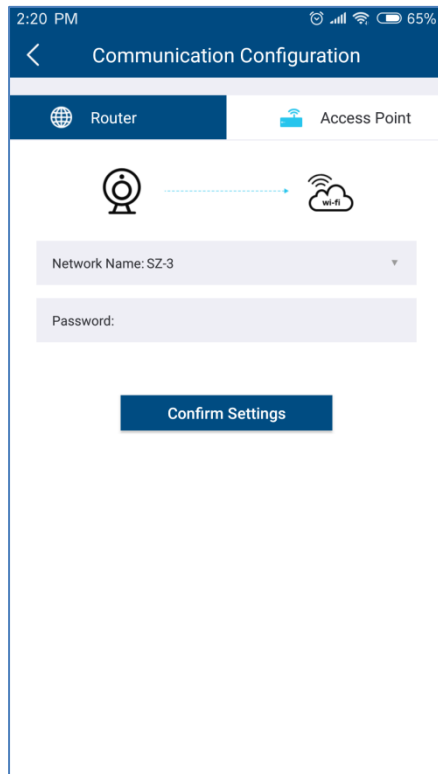 2:20 PM 65%
Communication Configuration
Router Access Point
wi-fi
Network Name: SZ-3
Password:
Confirm Settings